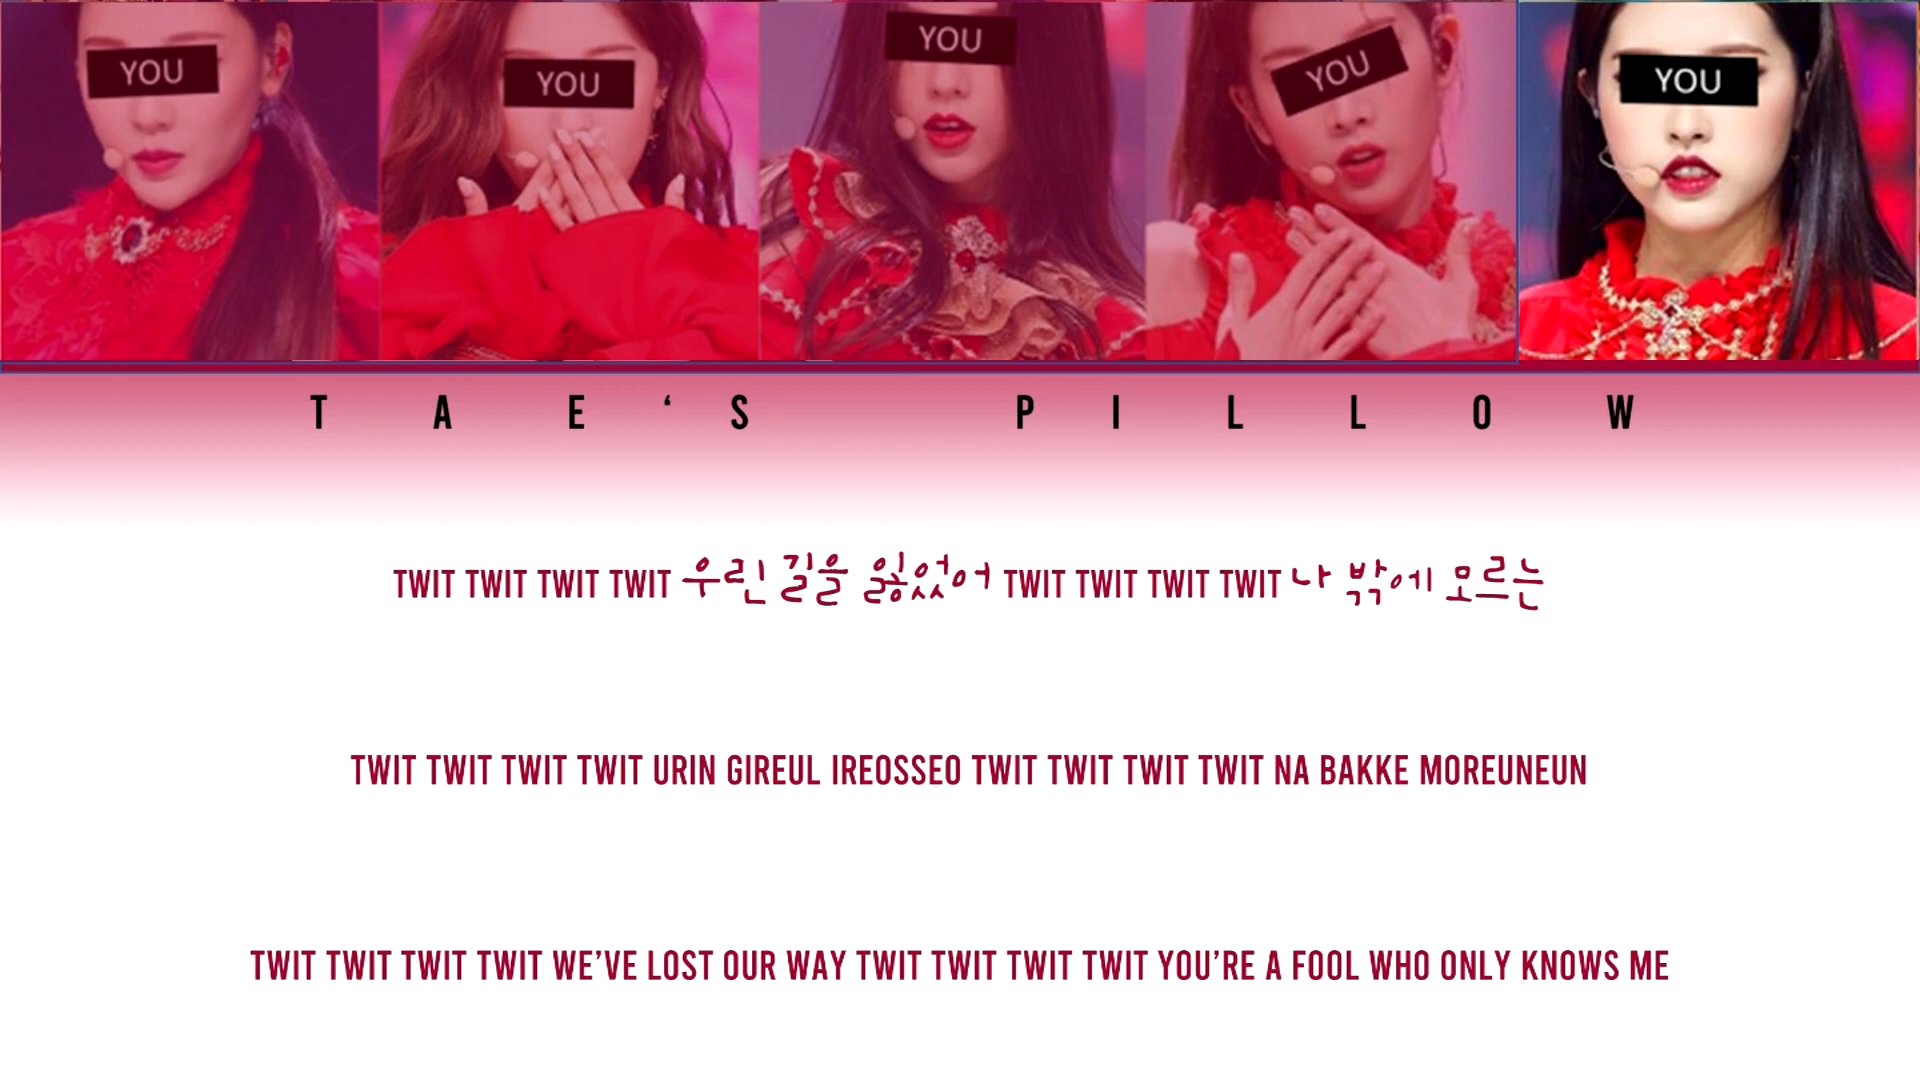 YOU
YOU
YOU
YOU
YOU
TAE‘S PILLOW
TWIT TWIT TWIT TWIT 우린 길을 잃었어 TWIT TWIT TWIT TWIT 나 밖에 모르는
TWIT TWIT TWIT TWIT URIN GIREUL IREOSSEO TWIT TWIT TWIT TWIT NA BAKKE MOREUNEUN
TWIT TWIT TWIT TWIT WE’VE LOST OUR WAY TWIT TWIT TWIT TWIT YOU’RE A FOOL WHO ONLY KNOWS ME